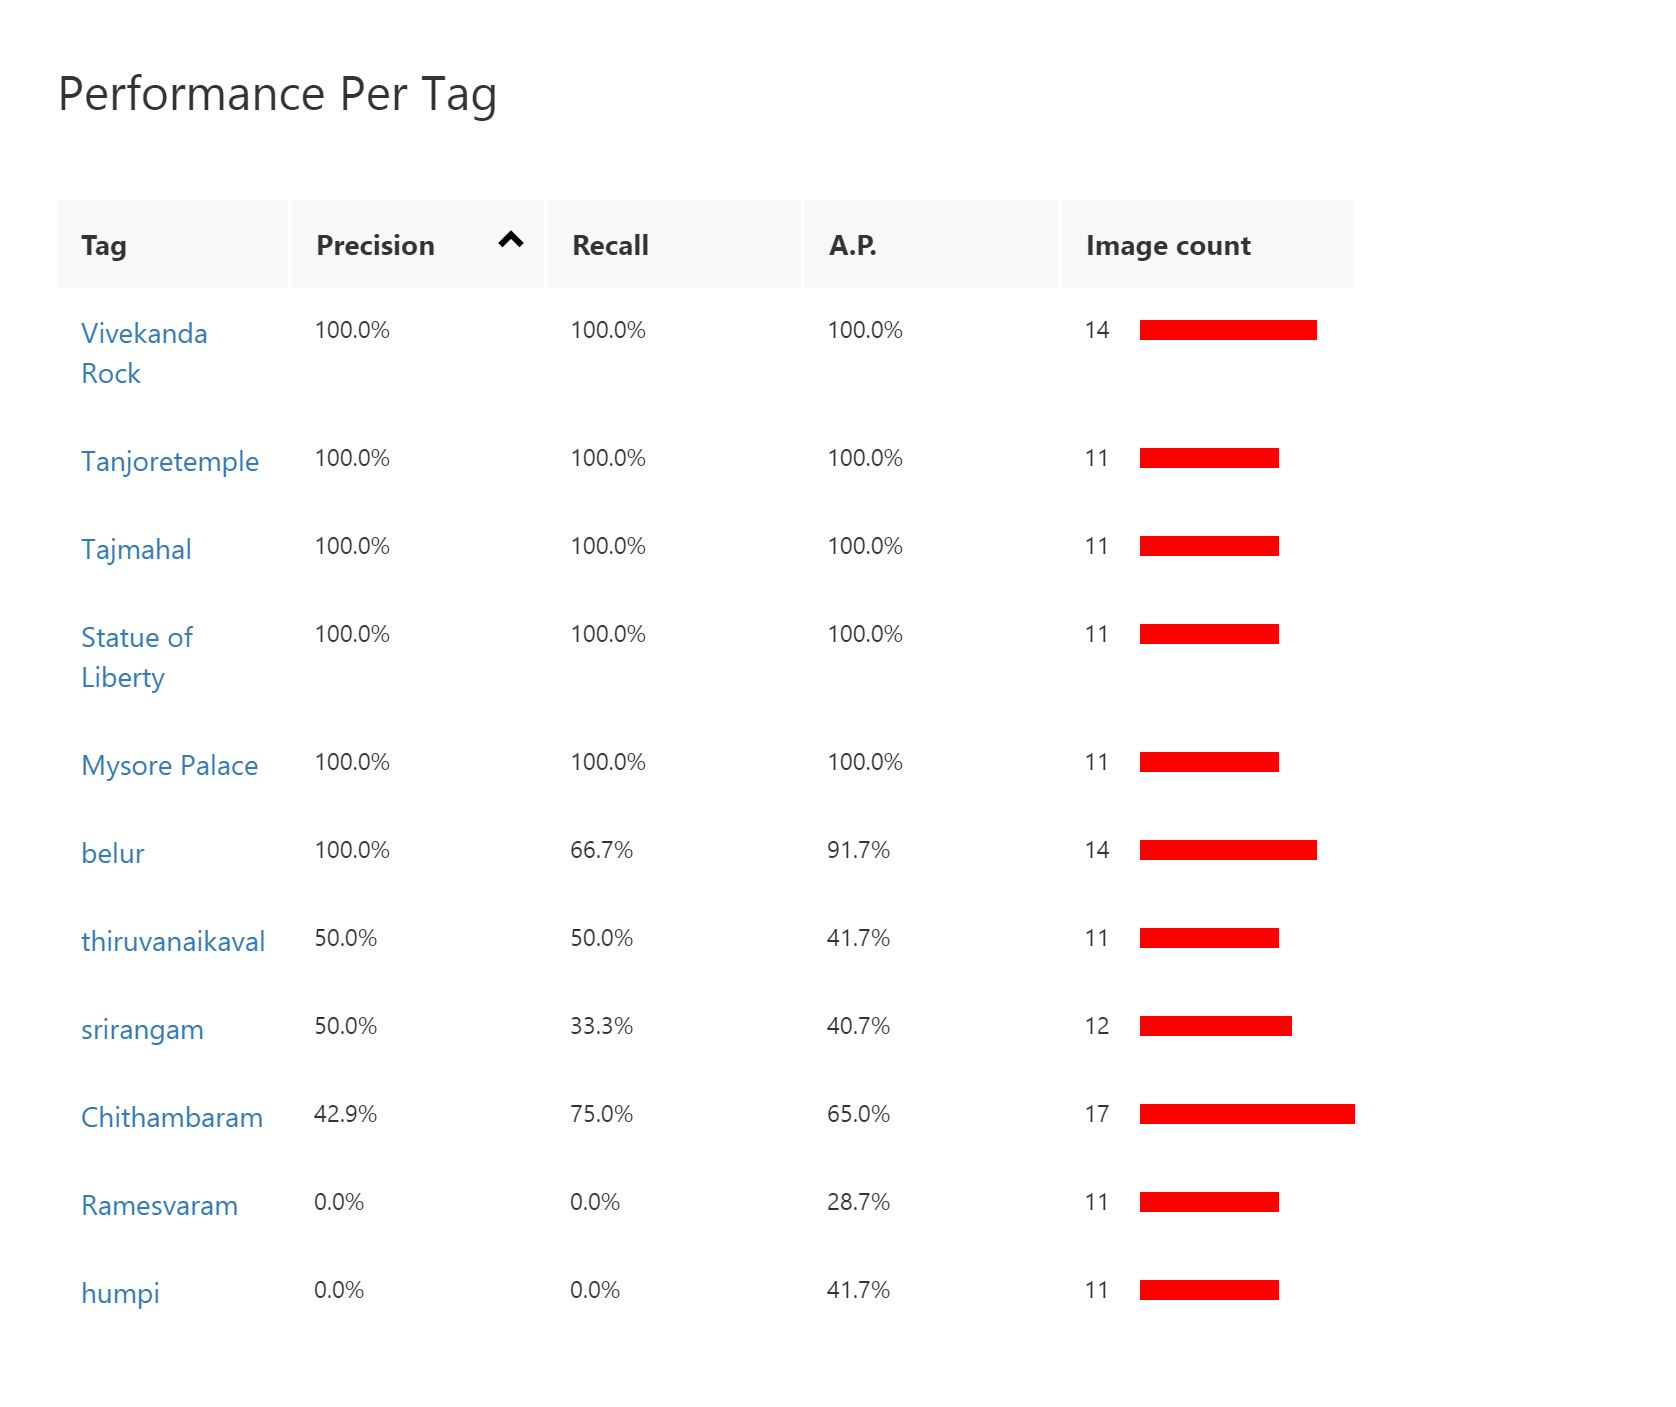 Performance Per Tag
Tag Precision Recall A.P. Image count
Vivekanda 100.0% 100.0% 100.0% 14
Rock
Tanjoretemple 100.0% 100.0% 100.0% 11
Tajmahal 100.0% 100.0% 100.0% 11
Statue of 100.0% 100.0% 100.0% 11
Liberty
Mysore Palace 100.0% 100.0% 100.0% 11
belur 100.0% 66.7% 91.7% 14
thiruvanaikaval 50.0% 50.0% 41.7% 11
srirangam 50.0% 33.3% 40.7% 12
Chithambaram 42.9% 75.0% 65.0% 17
Ramesvaram 0.0% 0.0% 28.7% 11
humpi 0.0% 0.0% 41.7% 11